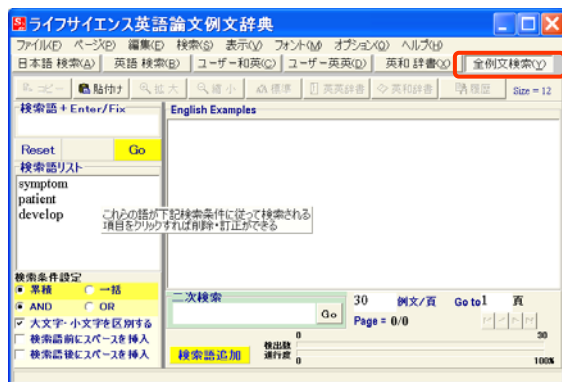 ライフサイエンス英語論文例文辞典
ファイル(F) ページ(P) 編集(E) 検索(S) 表示(V) フォント(M) オプション(O) ヘルプ(H)
日本語 検索(A) 英語 検索(B) ユーザー和英(C) ユーザー英英(D) 英和 辞書(X) 全例文検索(Y)
コピー 貼付け 拡大 縮小 標準 英英辞書 英和辞書 履歴 Size = 12
検索語 + Enter/Fix English Examples
Reset Go
検索語リスト
symptom
patient
develop
これらの語が下記検索条件に従って検索される
項目をクリックすれば削除・訂正ができる
検索条件設定
累積 一括
AND OR
大文字・小文字を区別する
検索語前にスペースを挿入
検索語後にスペースを挿入
二次検索 30 例文/頁 Go to 1 頁
Go Page = 0/0
検索語追加 検出数 0 30
進行度 0 100%